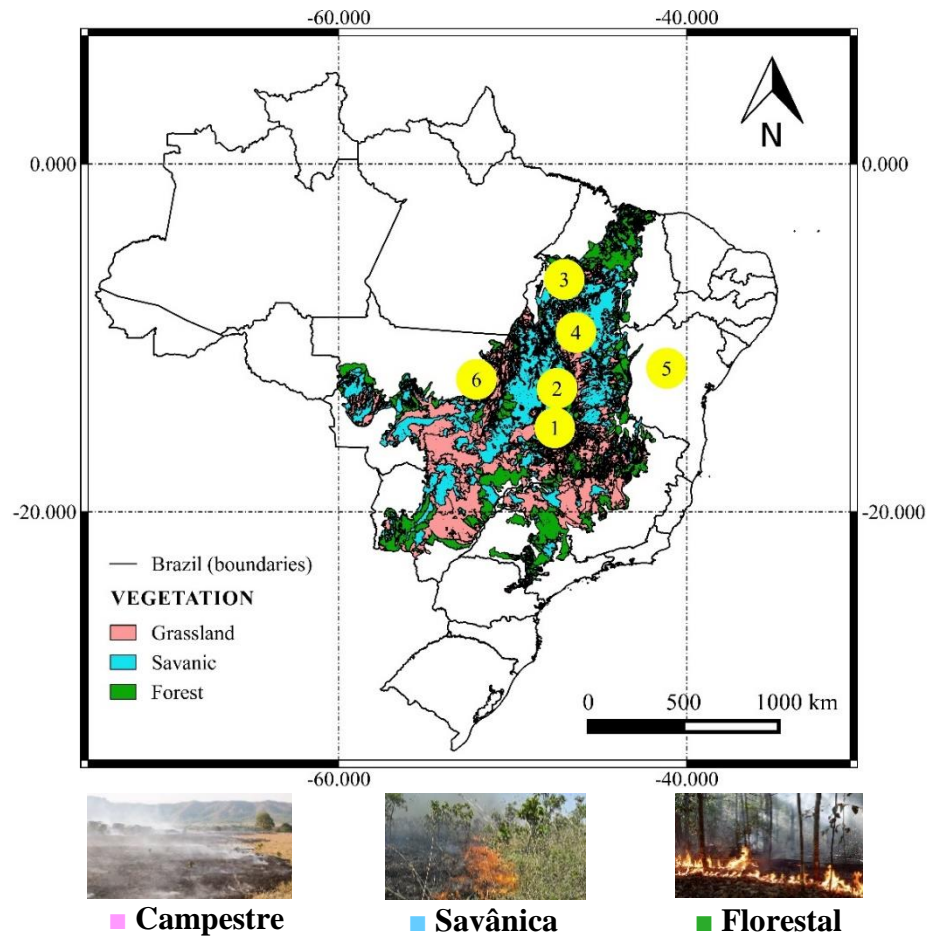 -60.000 -40.000
N
0.000 0.000
3
4
5
6
2
1
-20.000 -20.000
Brazil (boundaries)
VEGETATION
Grassland
Savanic
Forest
0 500 1000 km
-60.000 -40.000
Campestre Savânica Florestal